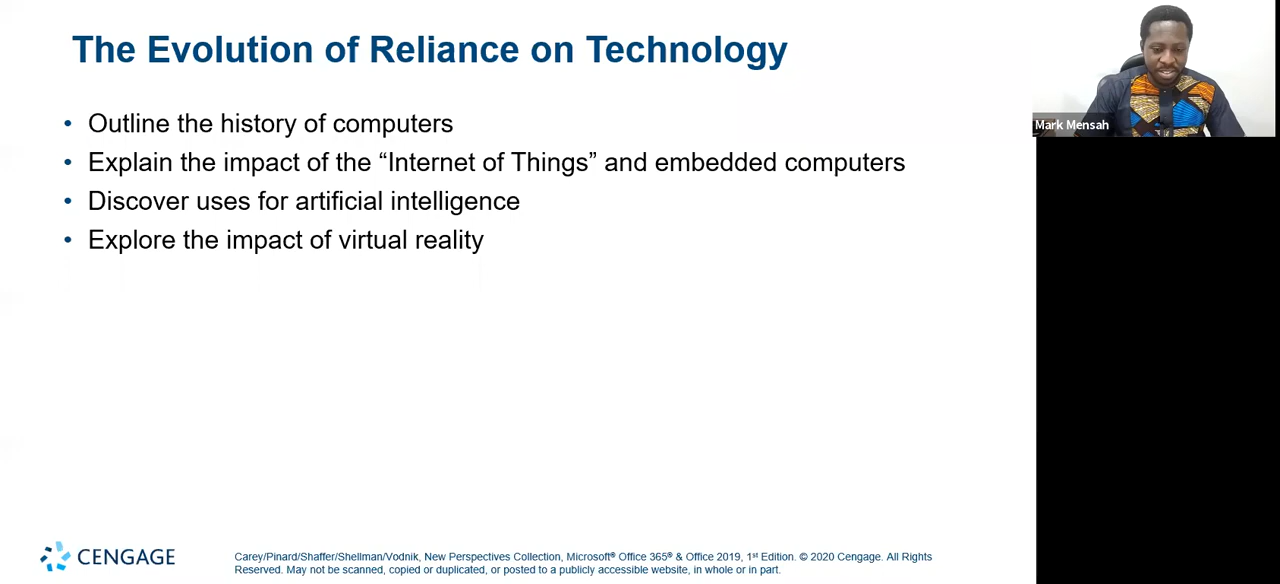 The Evolution of Reliance on Technology
• Outline the history of computers
• Explain the impact of the “Internet of Things” and embedded computers
• Discover uses for artificial intelligence
• Explore the impact of virtual reality
Mark Mensah
CENGAGE
Carey/Pinard/Shaffer/Shellman/Vodnik, New Perspectives Collection, Microsoft® Office 365® & Office 2019, 1st Edition. © 2020 Cengage. All Rights
Reserved. May not be scanned, copied or duplicated, or posted to a publicly accessible website, in whole or in part.